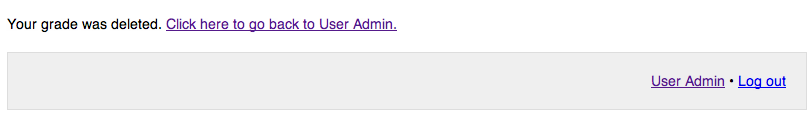 Your grade was deleted. Click here to go back to User Admin.
User Admin • Log out